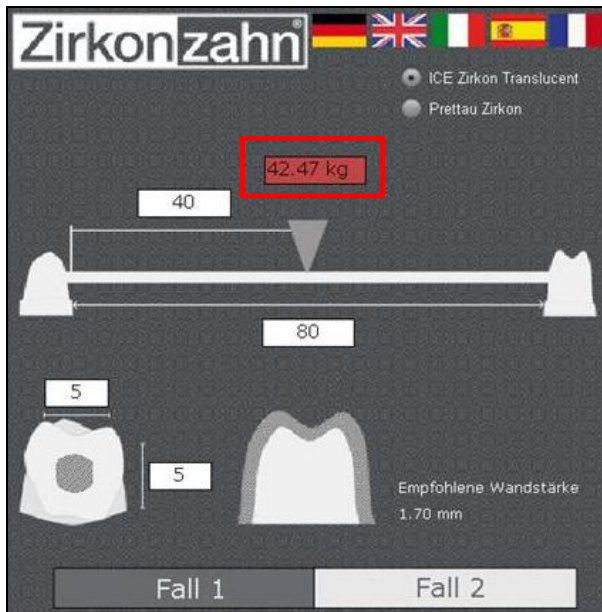 Zirkonzahn®
ICE Zirkon Translucent
Prettau Zirkon
42.47 kg
40
80
5
5
Empfohlene Wandstärke
1.70 mm
Fall 1
Fall 2